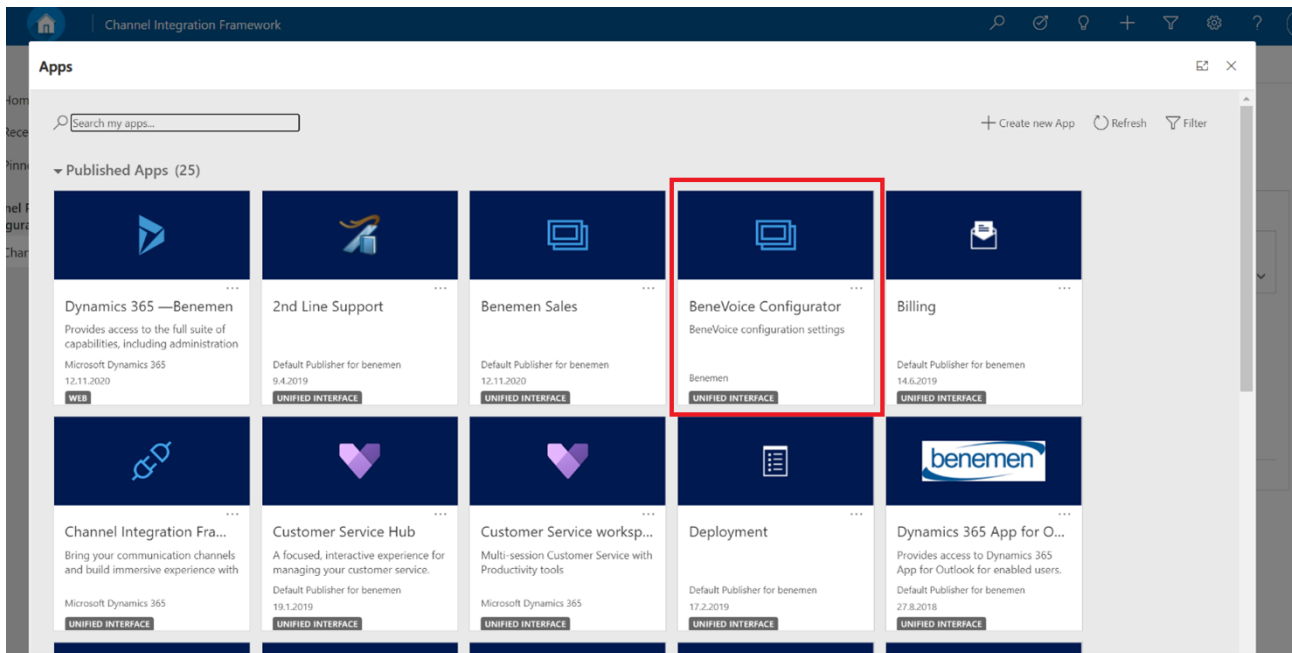 Channel Integration Framework
Apps
Search my apps...
Create new App
Refresh
Filter
Published Apps (25)
Dynamics 365 —Benemen
Provides access to the full suite of
capabilities, including administration
Microsoft Dynamics 365
12.11.2020
WEB
2nd Line Support
Default Publisher for benemen
9.4.2019
UNIFIED INTERFACE
Benemen Sales
Default Publisher for benemen
12.11.2020
UNIFIED INTERFACE
BeneVoice Configurator
BeneVoice configuration settings
Benemen
UNIFIED INTERFACE
Billing
Default Publisher for benemen
14.6.2019
UNIFIED INTERFACE
Channel Integration Fra...
Bring your communication channels
and build immersive experience with
Microsoft Dynamics 365
UNIFIED INTERFACE
Customer Service Hub
A focused, interactive experience for
managing your customer service.
Default Publisher for benemen
19.1.2019
UNIFIED INTERFACE
Customer Service worksp...
Multi-session Customer Service with
Productivity tools
Microsoft Dynamics 365
UNIFIED INTERFACE
Deployment
Default Publisher for benemen
17.2.2019
UNIFIED INTERFACE
benemen
Dynamics 365 App for O...
Provides access to Dynamics 365
App for Outlook for enabled users.
Default Publisher for benemen
27.8.2018
UNIFIED INTERFACE